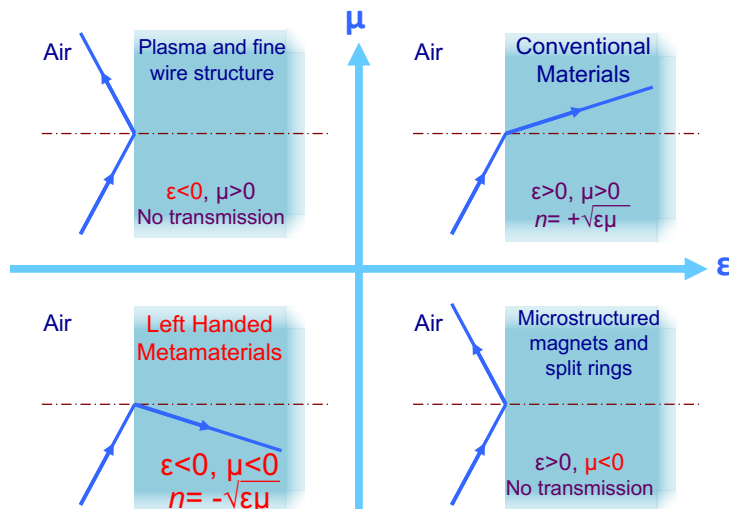 μ
Air
Plasma and fine
wire structure
ε<0, μ>0
No transmission
Air
Conventional
Materials
ε>0, μ>0
n= +√εμ
ε
Air
Left Handed
Metamaterials
ε<0, μ<0
n= -√εμ
Air
Microstructured
magnets and
split rings
ε>0, μ<0
No transmission